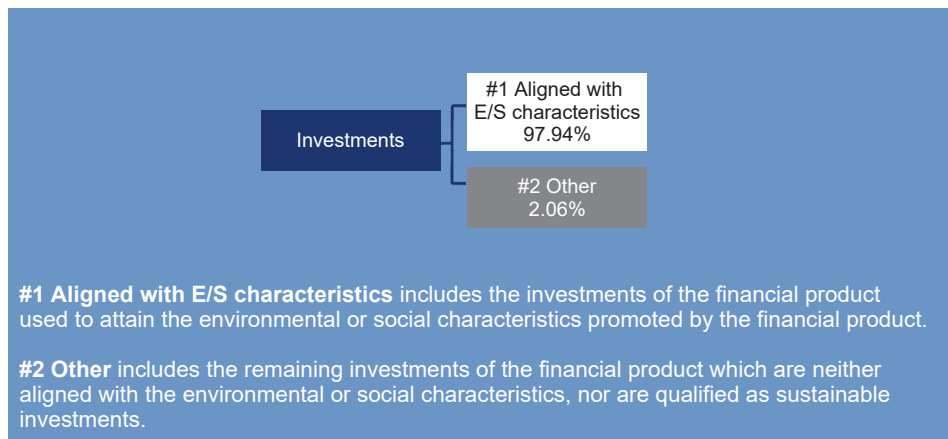 Investments
#1 Aligned with
E/S characteristics
97.94%
#2 Other
2.06%
#1 Aligned with E/S characteristics includes the investments of the financial product
used to attain the environmental or social characteristics promoted by the financial product.
#2 Other includes the remaining investments of the financial product which are neither
aligned with the environmental or social characteristics, nor are qualified as sustainable
investments.